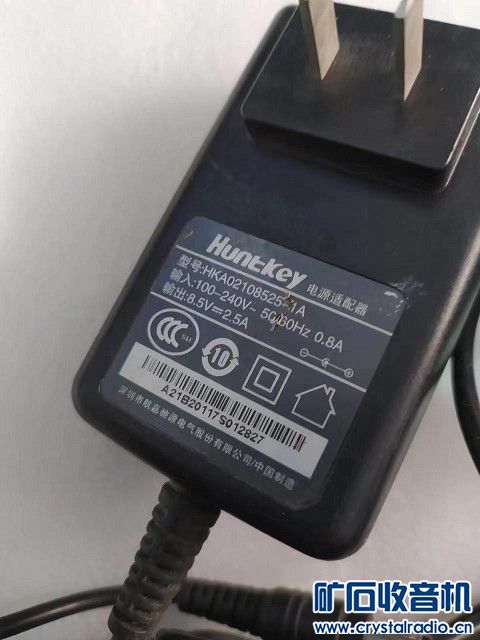 Huntkey 电源适配器
型号:HKA02108525-1A
输入:100-240V~ 50/60Hz 0.8A
输出:8.5V⎓2.5A
CCC
S&E
10
A21B20117S012827
深圳市航嘉驰源电气股份有限公司/中国制造
矿石收音机
www.crystalradio.cn